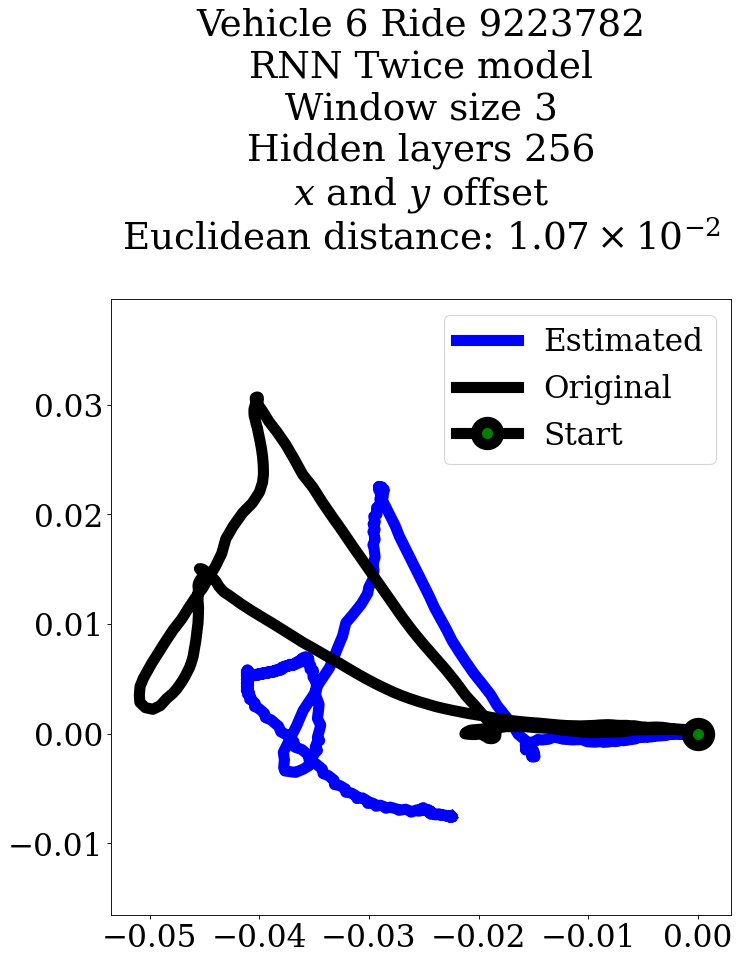 Vehicle 6 Ride 9223782
RNN Twice model
Window size 3
Hidden layers 256
x and y offset
Euclidean distance: 1.07 × 10⁻²
Estimated
Original
Start
0.03
0.02
0.01
0.00
−0.01
−0.05 −0.04 −0.03 −0.02 −0.01 0.00